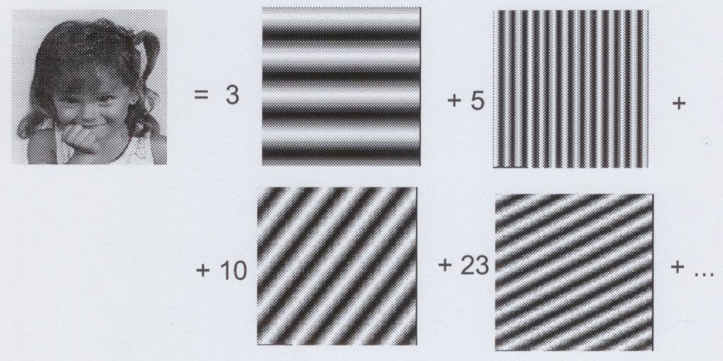 = 3 + 5 +
+ 10 + 23 + ...